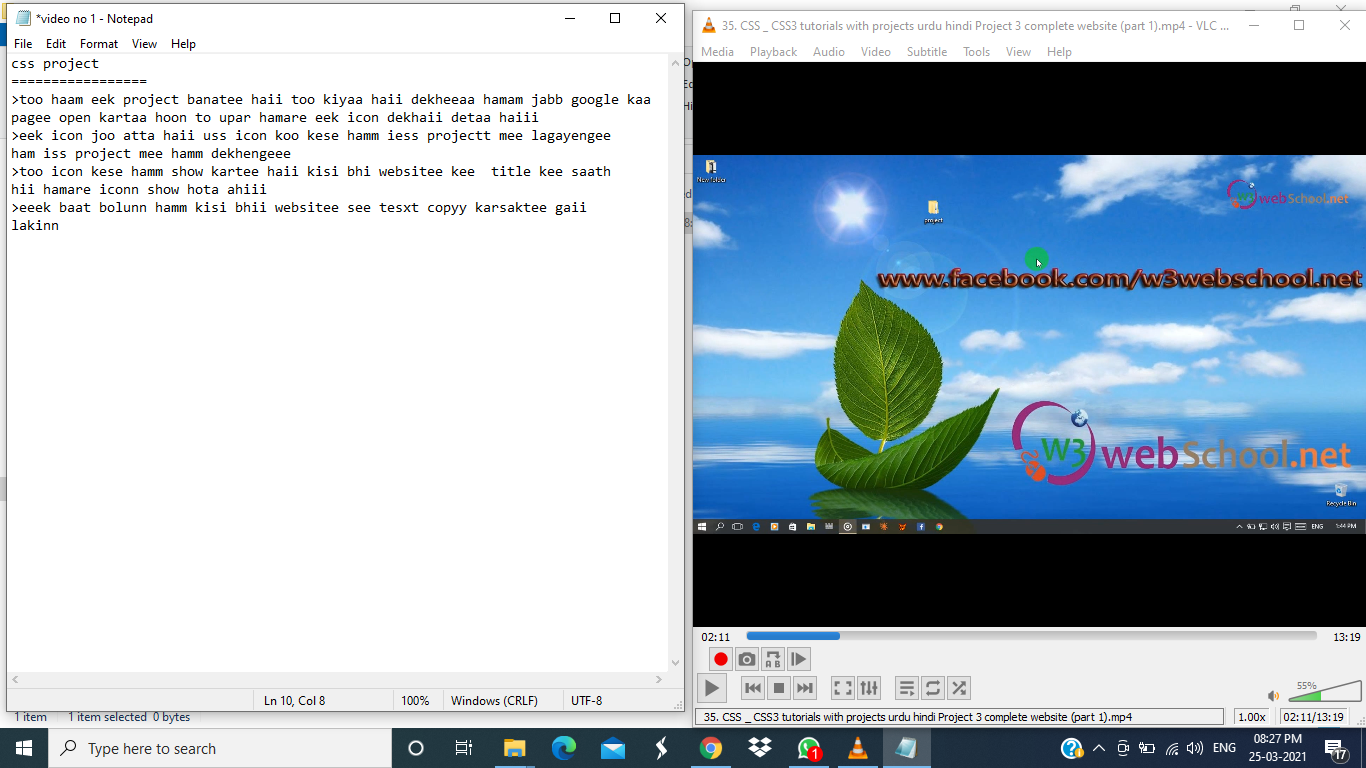 *video no 1 - Notepad
File Edit Format View Help
css project
=================
>too haam eek project banatee haii too kiyaa haii dekheeaa hamam jabb google kaa
pagee open kartaa hoon to upar hamare eek icon dekhaii detaa haiii
>eek icon joo atta haii uss icon koo kese hamm iess projectt mee lagayengee
ham iss project mee hamm dekhengeee
>too icon kese hamm show kartee haii kisi bhi websitee kee  title kee saath
hii hamare iconn show hota ahiii
>eeek baat bolunn hamm kisi bhii websitee see tesxt copyy karsaktee gaii
lakinn
Ln 10, Col 8 100% Windows (CRLF) UTF-8
1 item 1 item selected 0 bytes
35. CSS _ CSS3 tutorials with projects urdu hindi Project 3 complete website (part 1).mp4 - VLC ...
Media Playback Audio Video Subtitle Tools View Help
New folder
project
W3webSchool.net
www.facebook.com/w3webschool.net
W3webSchool.net
Recycle Bin
ENG 1:44 PM
02:11 13:19
A B
55%
35. CSS _ CSS3 tutorials with projects urdu hindi Project 3 complete website (part 1).mp4 1.00x 02:11/13:19
Type here to search
1
ENG
08:27 PM
25-03-2021
17